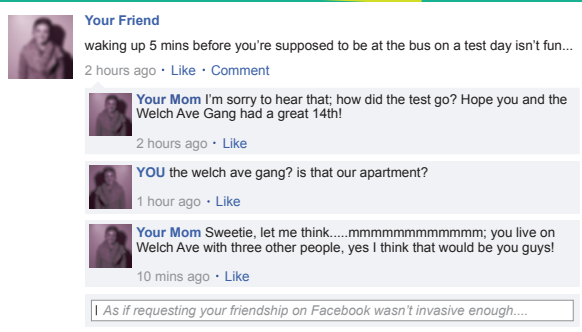 Your Friend
waking up 5 mins before you're supposed to be at the bus on a test day isn't fun...
2 hours ago · Like · Comment
Your Mom I'm sorry to hear that; how did the test go? Hope you and the
Welch Ave Gang had a great 14th!
2 hours ago · Like
YOU the welch ave gang? is that our apartment?
1 hour ago · Like
Your Mom Sweetie, let me think.....mmmmmmmmmmmmm; you live on
Welch Ave with three other people, yes I think that would be you guys!
10 mins ago · Like
As if requesting your friendship on Facebook wasn't invasive enough....